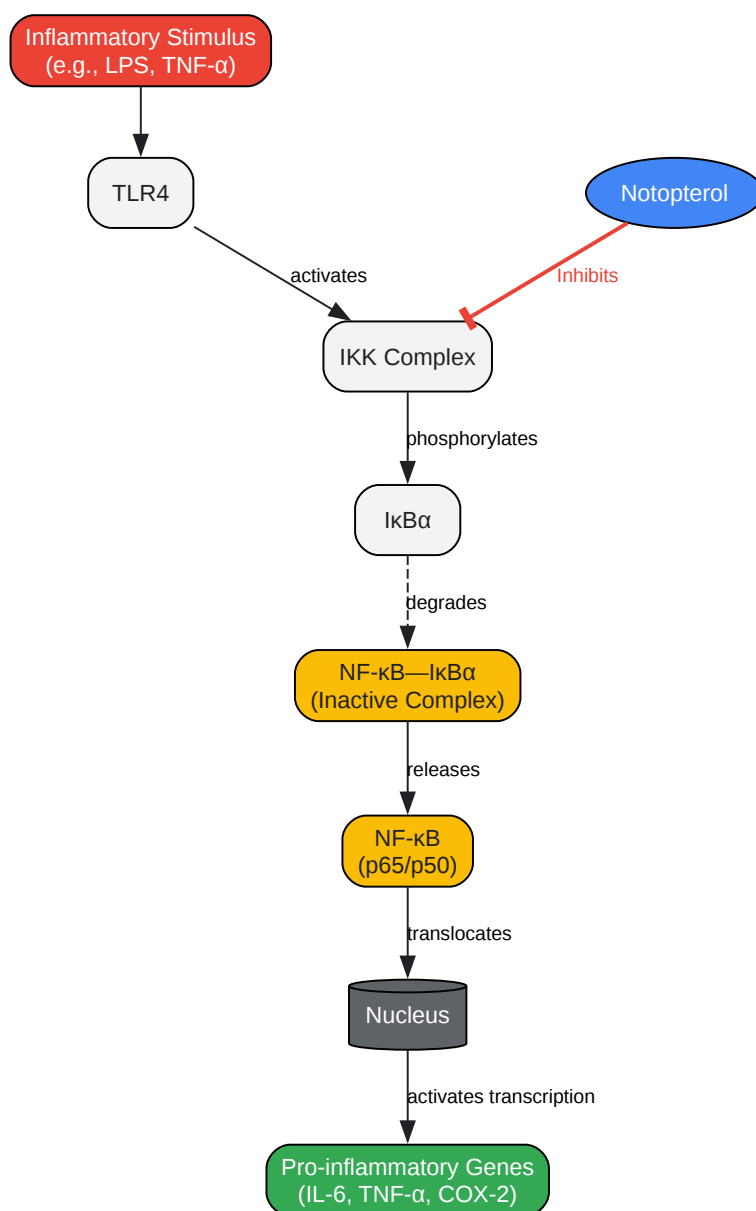 Inflammatory Stimulus
(e.g., LPS, TNF-α)
TLR4
Notopterol
activates
Inhibits
IKK Complex
phosphorylates
IκBα
degrades
NF-κB—IκBα
(Inactive Complex)
releases
NF-κB
(p65/p50)
translocates
Nucleus
activates transcription
Pro-inflammatory Genes
(IL-6, TNF-α, COX-2)